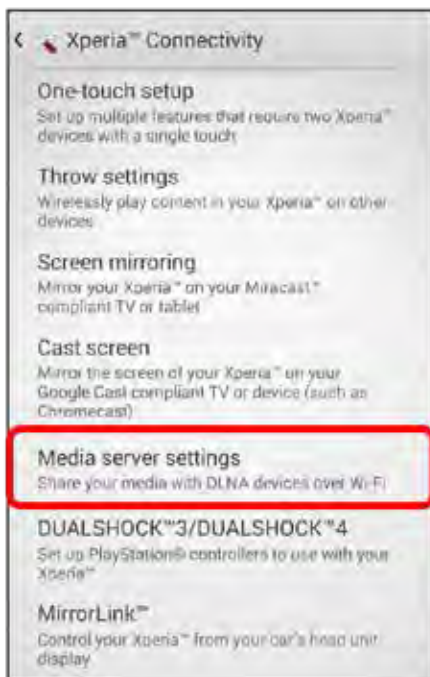 Xperia™ Connectivity
One-touch setup
Set up multiple features that require two Xperia™
devices with a single touch
Throw settings
Wirelessly play content in your Xperia™ on other
devices
Screen mirroring
Mirror your Xperia™ on your Miracast™
compliant TV or tablet
Cast screen
Mirror the screen of your Xperia™ on your
Google Cast compliant TV or device (such as
Chromecast)
Media server settings
Share your media with DLNA devices over Wi-Fi
DUALSHOCK™3/DUALSHOCK™4
Set up PlayStation® controllers to use with your
Xperia™
MirrorLink™
Control your Xperia™ from your car's head unit
display